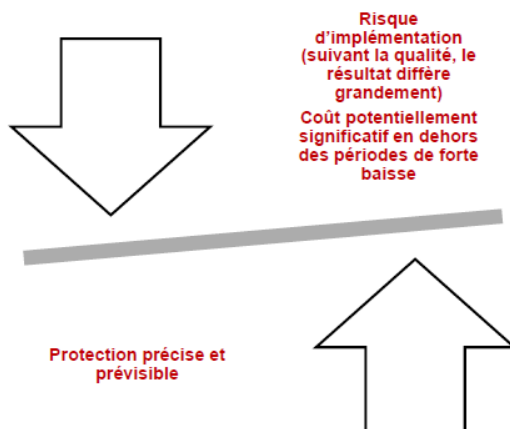 Risque
d'implémentation
(suivant la qualité, le
résultat diffère
grandement)
Coût potentiellement
significatif en dehors
des périodes de forte
baisse
Protection précise et
prévisible